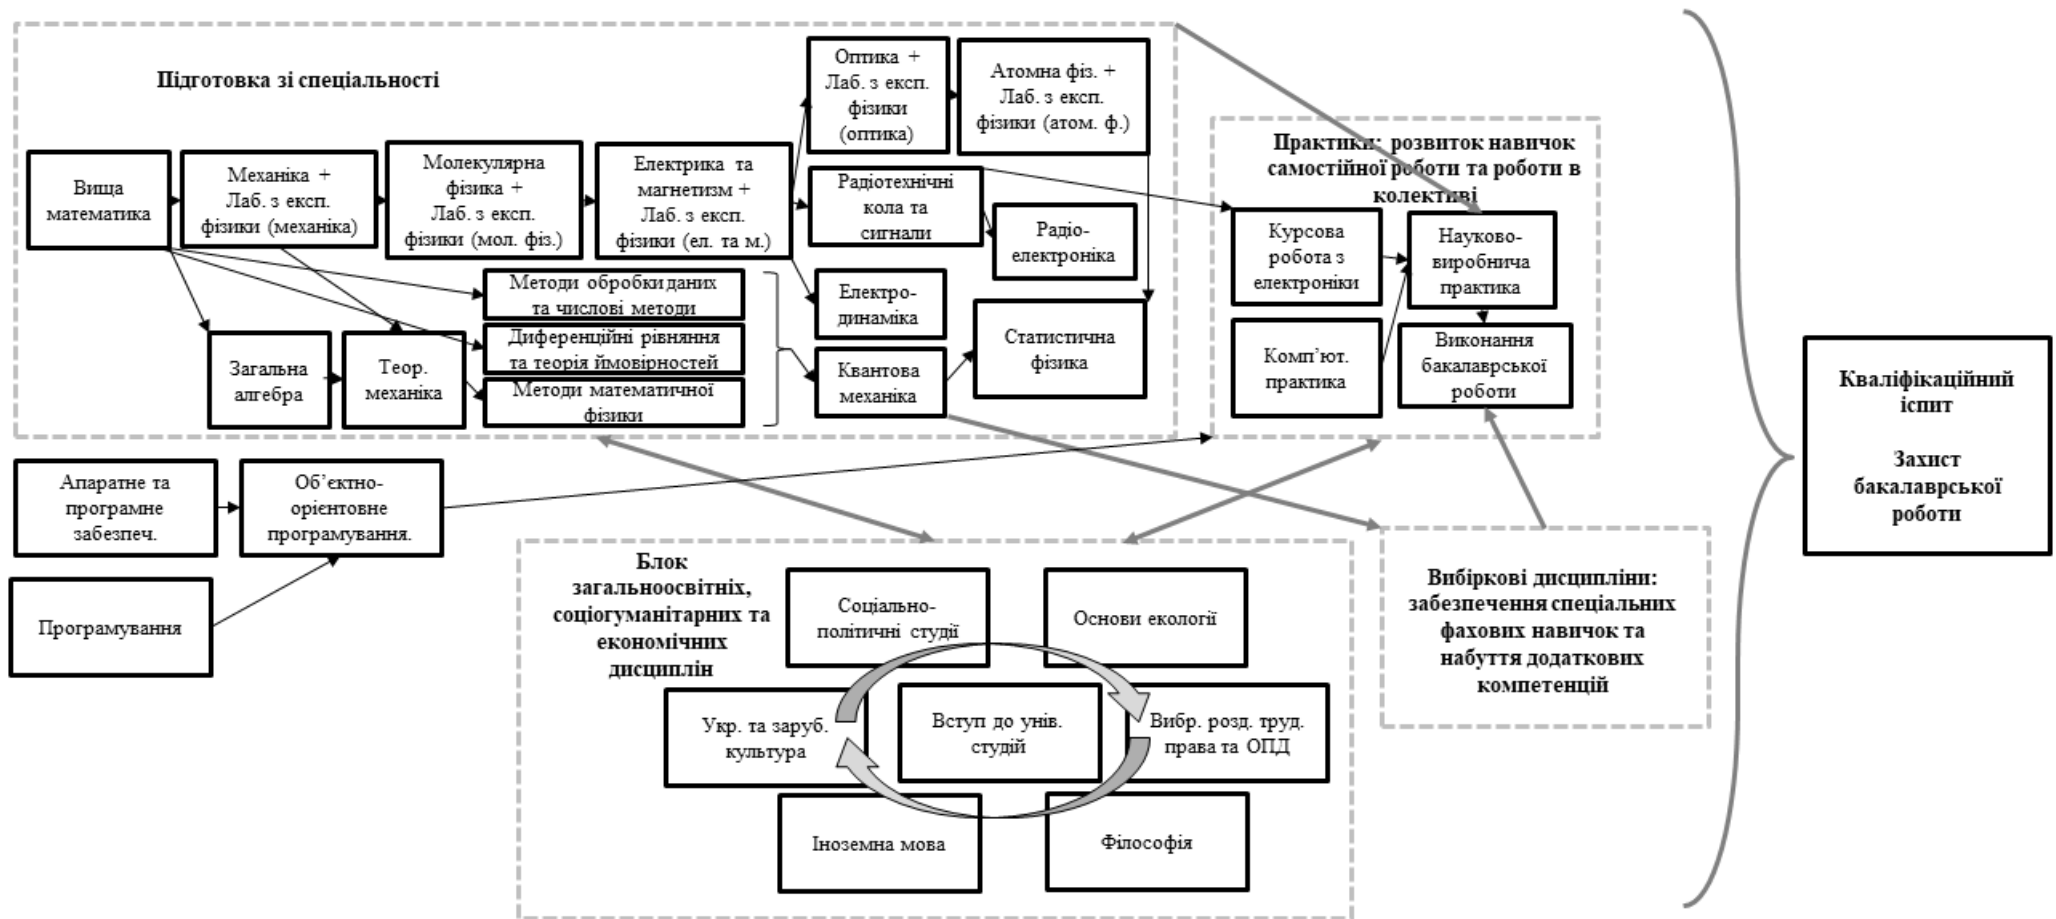 Підготовка зі спеціальності
Вища
математика
Механіка +
Лаб. з експ.
фізики (механіка)
Молекулярна
фізика +
Лаб. з експ.
фізики (мол. фіз.)
Електрика та
магнетизм +
Лаб. з експ.
фізики (ел. та м.)
Оптика +
Лаб. з експ.
фізики
(оптика)
Атомна фіз. +
Лаб. з експ.
фізики (атом. ф.)
Радіотехнічні
кола та
сигнали
Радіо-
електроніка
Методи обробки даних
та числові методи
Диференційні рівняння
та теорія ймовірностей
Методи математичної
фізики
Загальна
алгебра
Теор.
механіка
Електро-
динаміка
Квантова
механіка
Статистична
фізика
Практики: розвиток навичок
самостійної роботи та роботи в
колективі
Курсова
робота з
електроніки
Науково-
виробнича
практика
Комп’ют.
практика
Виконання
бакалаврської
роботи
Кваліфікаційний
іспит
Захист
бакалаврської
роботи
Апаратне та
програмне
забезпеч.
Об’єктно-
орієнтовне
програмування.
Програмування
Блок
загальноосвітніх,
соціогуманітарних та
економічних
дисциплін
Соціально-
політичні студії
Основи екології
Укр. та заруб.
культура
Вступ до унів.
студій
Вибр. розд. труд.
права та ОПД
Іноземна мова
Філософія
Вибіркові дисципліни:
забезпечення спеціальних
фахових навичок та
набуття додаткових
компетенцій